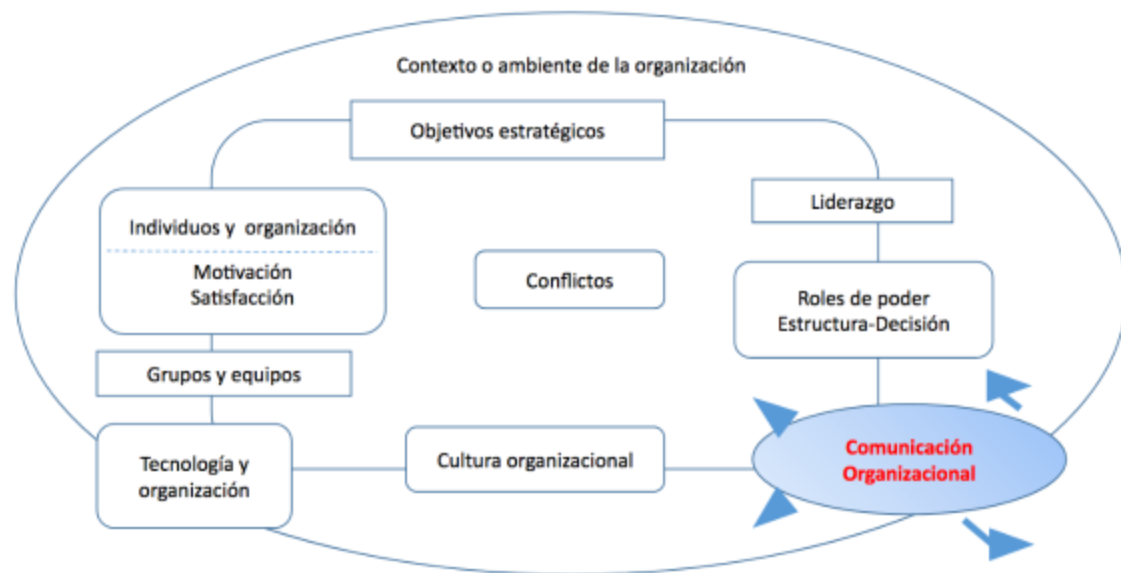 Contexto o ambiente de la organización
Objetivos estratégicos
Liderazgo
Individuos y organización
Motivación
Satisfacción
Conflictos
Roles de poder
Estructura-Decisión
Grupos y equipos
Tecnología y
organización
Cultura organizacional
Comunicación
Organizacional